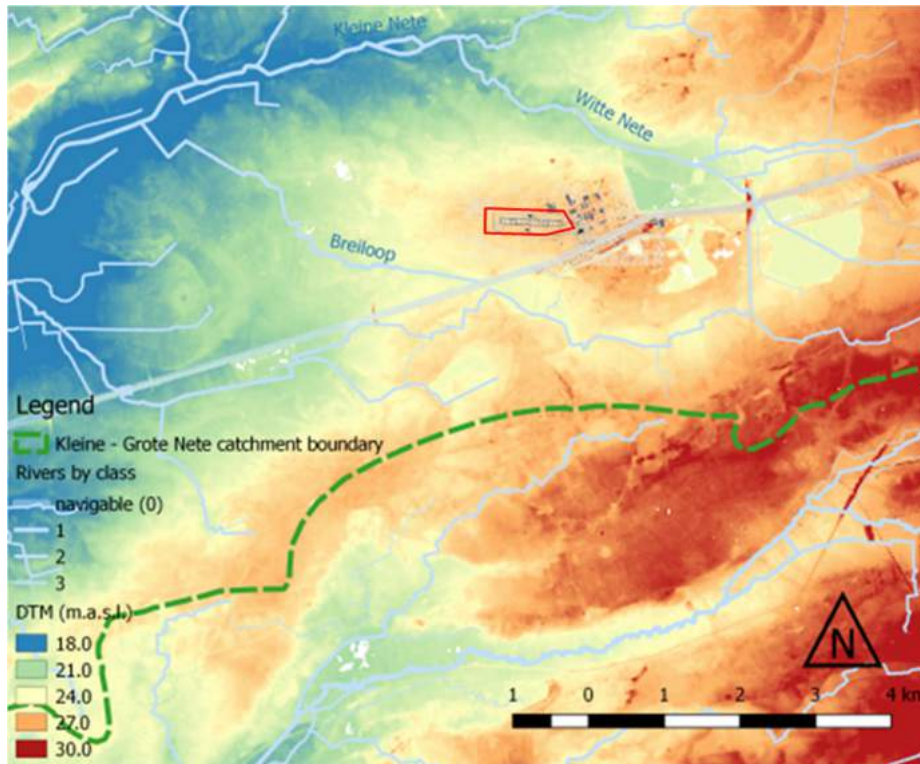 Kleine Nete
Witte Nete
Breiloop
Legend
Kleine - Grote Nete catchment boundary
Rivers by class
navigable (0)
1
2
3
DTM (m.a.s.l.)
18.0
21.0
24.0
27.0
30.0
N
1 0 1 2 3 4 km